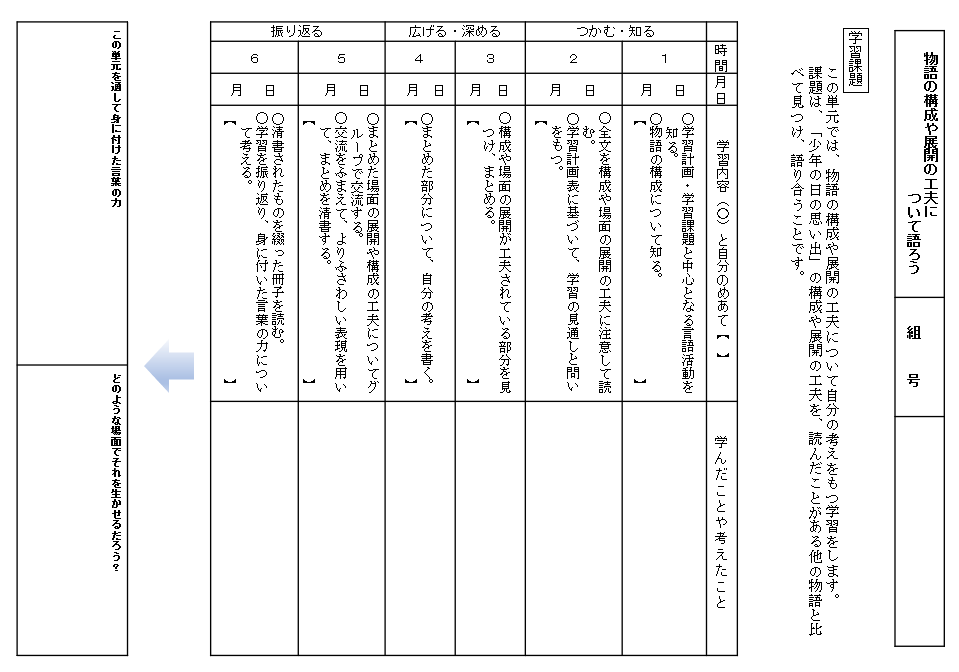 物語の構成や展開の工夫に
ついて語ろう
組　　号
学習課題
この単元では、物語の構成や展開の工夫について自分の考えをもつ学習をします。
課題は、「少年の日の思い出」の構成や展開の工夫を、読んだことがある他の物語と比
べて見つけ、語り合うことです。
時間
月　日
学習内容（○）と自分のめあて【　】
学んだことや考えたこと
つかむ・知る
1
月　日
○学習計画・学習課題と中心となる言語活動を
知る。
○物語の構成について知る。
【　】
2
月　日
○全文を構成や場面の展開の工夫に注意して読
む。
○学習計画表に基づいて、学習の見通しと問い
をもつ。
【　】
広げる・深める
3
月　日
○構成や場面の展開が工夫されている部分を見
つけ、まとめる。
【　】
4
月　日
○まとめた部分について、自分の考えを書く。
【　】
振り返る
5
月　日
○まとめた場面の展開や構成の工夫についてグ
ループで交流する。
○交流をふまえて、よりふさわしい表現を用い
て、まとめを清書する。
【　】
6
月　日
○清書されたものを綴った冊子を読む。
○学習を振り返り、身に付いた言葉の力につい
て考える。
【　】
この単元を通して身に付けた言葉の力
どのような場面でそれを生かせるだろう？